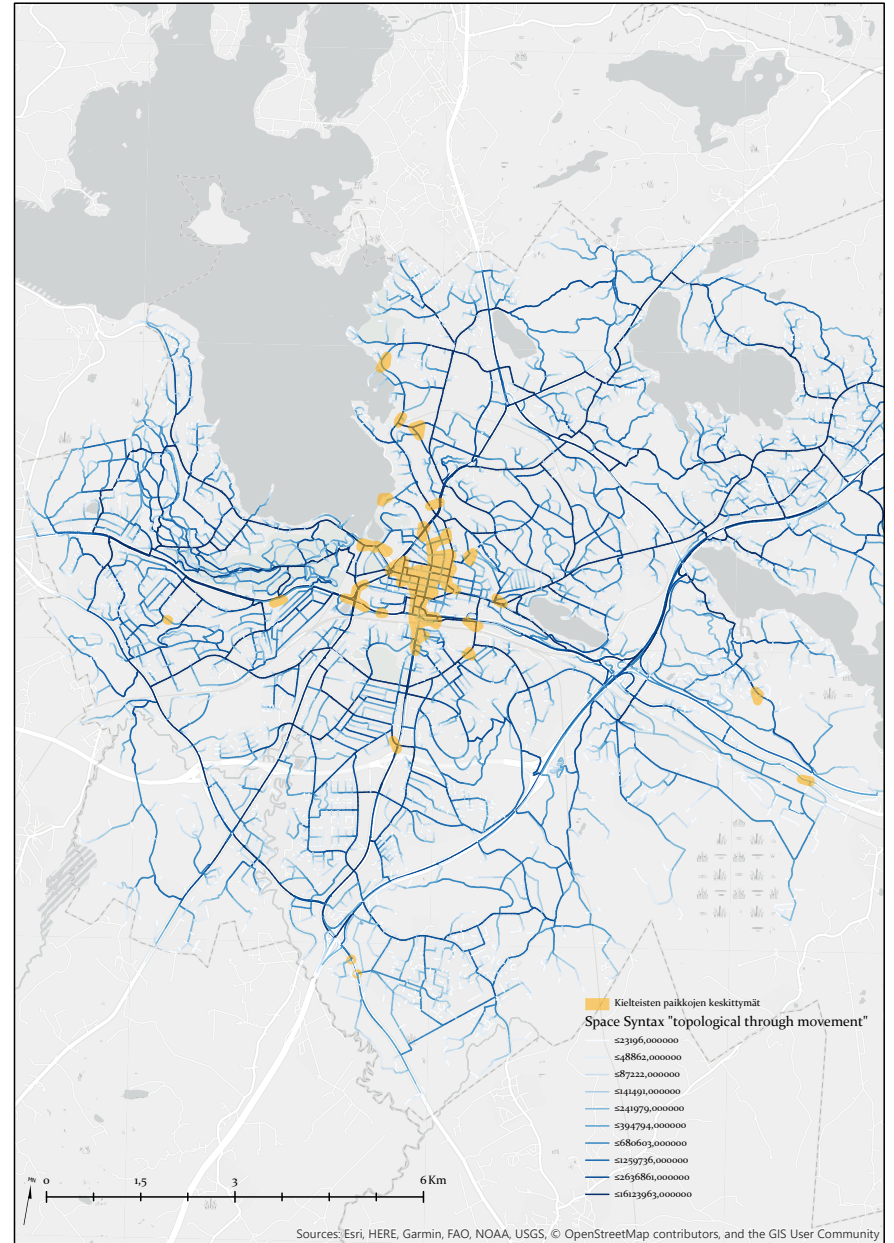 Kielteisten paikkojen keskittymät
Space Syntax "topological through movement"
≤23196,000000
≤48862,000000
≤87222,000000
≤141491,000000
≤241979,000000
≤394794,000000
≤680603,000000
≤1259736,000000
≤2636861,000000
≤16123963,000000
MN 0 1,5 3 6 Km
Sources: Esri, HERE, Garmin, FAO, NOAA, USGS, © OpenStreetMap contributors, and the GIS User Community